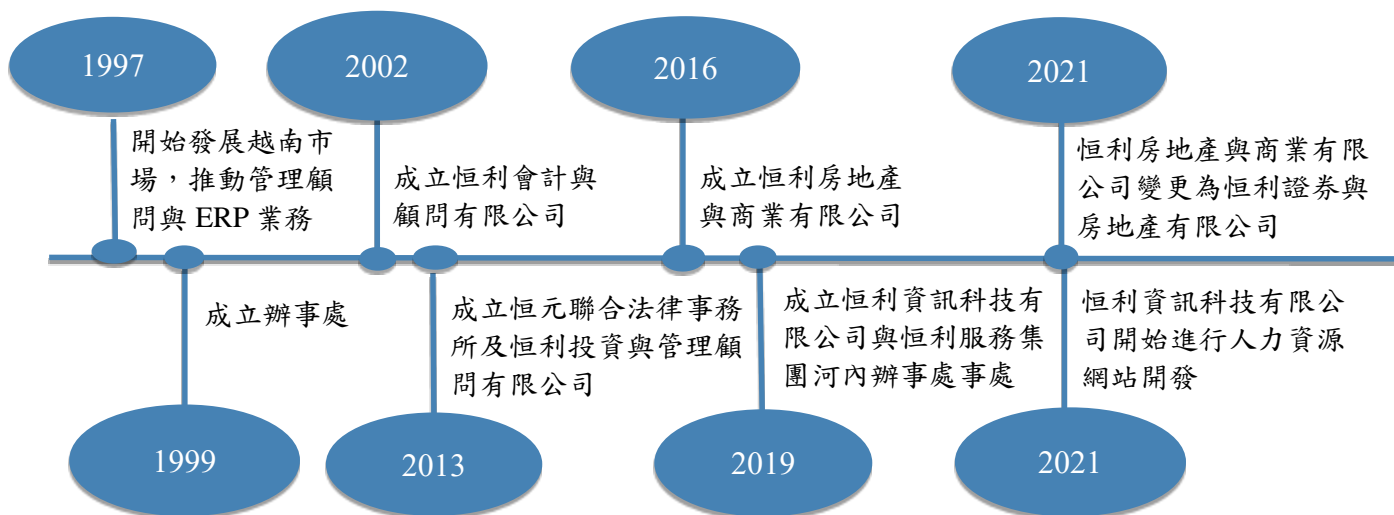 1997
開始發展越南市
場，推動管理顧
問與 ERP 業務
1999
成立辦事處
2002
成立恒利會計與
顧問有限公司
2013
成立恒元聯合法律事務
所及恒利投資與管理顧
問有限公司
2016
成立恒利房地產
與商業有限公司
2019
成立恒利資訊科技有
限公司與恒利服務集
團河內辦事處事處
2021
恒利房地產與商業有限
公司變更為恒利證券與
房地產有限公司
2021
恒利資訊科技有限公
司開始進行人力資源
網站開發